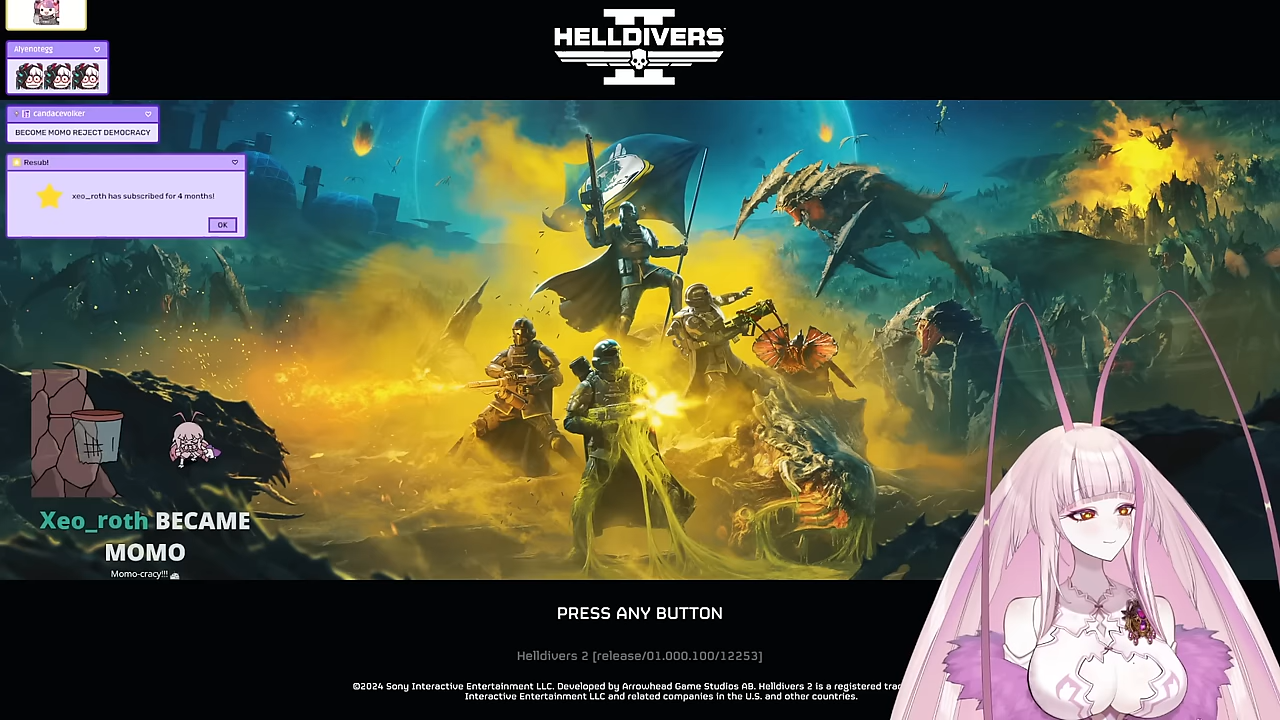 HELLDIVERS
II
Alyenotegg
candacevolker
BECOME MOMO REJECT DEMOCRACY
Resub!
xeo_roth has subscribed for 4 months!
OK
Xeo_roth BECAME
MOMO
Momo-cracy!!!
PRESS ANY BUTTON
Helldivers 2 [release/01.000.100/12253]
©2024 Sony Interactive Entertainment LLC. Developed by Arrowhead Game Studios AB. Helldivers 2 is a registered
Interactive Entertainment LLC and related companies in the U.S. and other countries.